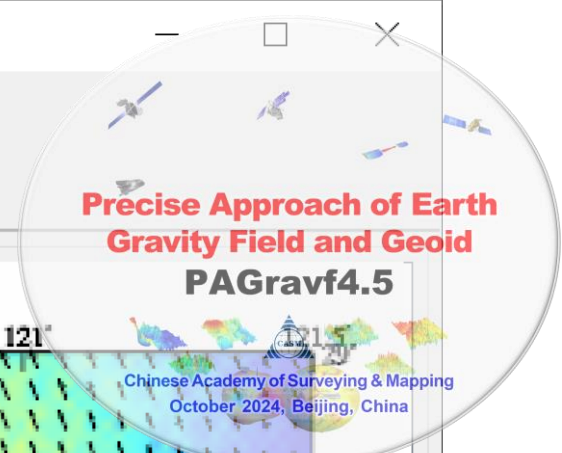 Precise Approach of Earth
Gravity Field and Geoid
PAGravf4.5
121° 121.5°
CASM
Chinese Academy of Surveying & Mapping
October 2024, Beijing, China